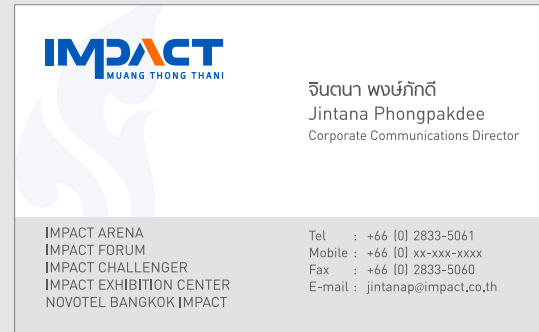 IMPACT
MUANG THONG THANI
จินตนา พงษ์ภักดี
Jintana Phongpakdee
Corporate Communications Director
IMPACT ARENA
IMPACT FORUM
IMPACT CHALLENGER
IMPACT EXHIBITION CENTER
NOVOTEL BANGKOK IMPACT
Tel : +66 (0) 2833-5061
Mobile : +66 (0) xx-xxx-xxxx
Fax : +66 (0) 2833-5060
E-mail : jintanap@impact.co.th